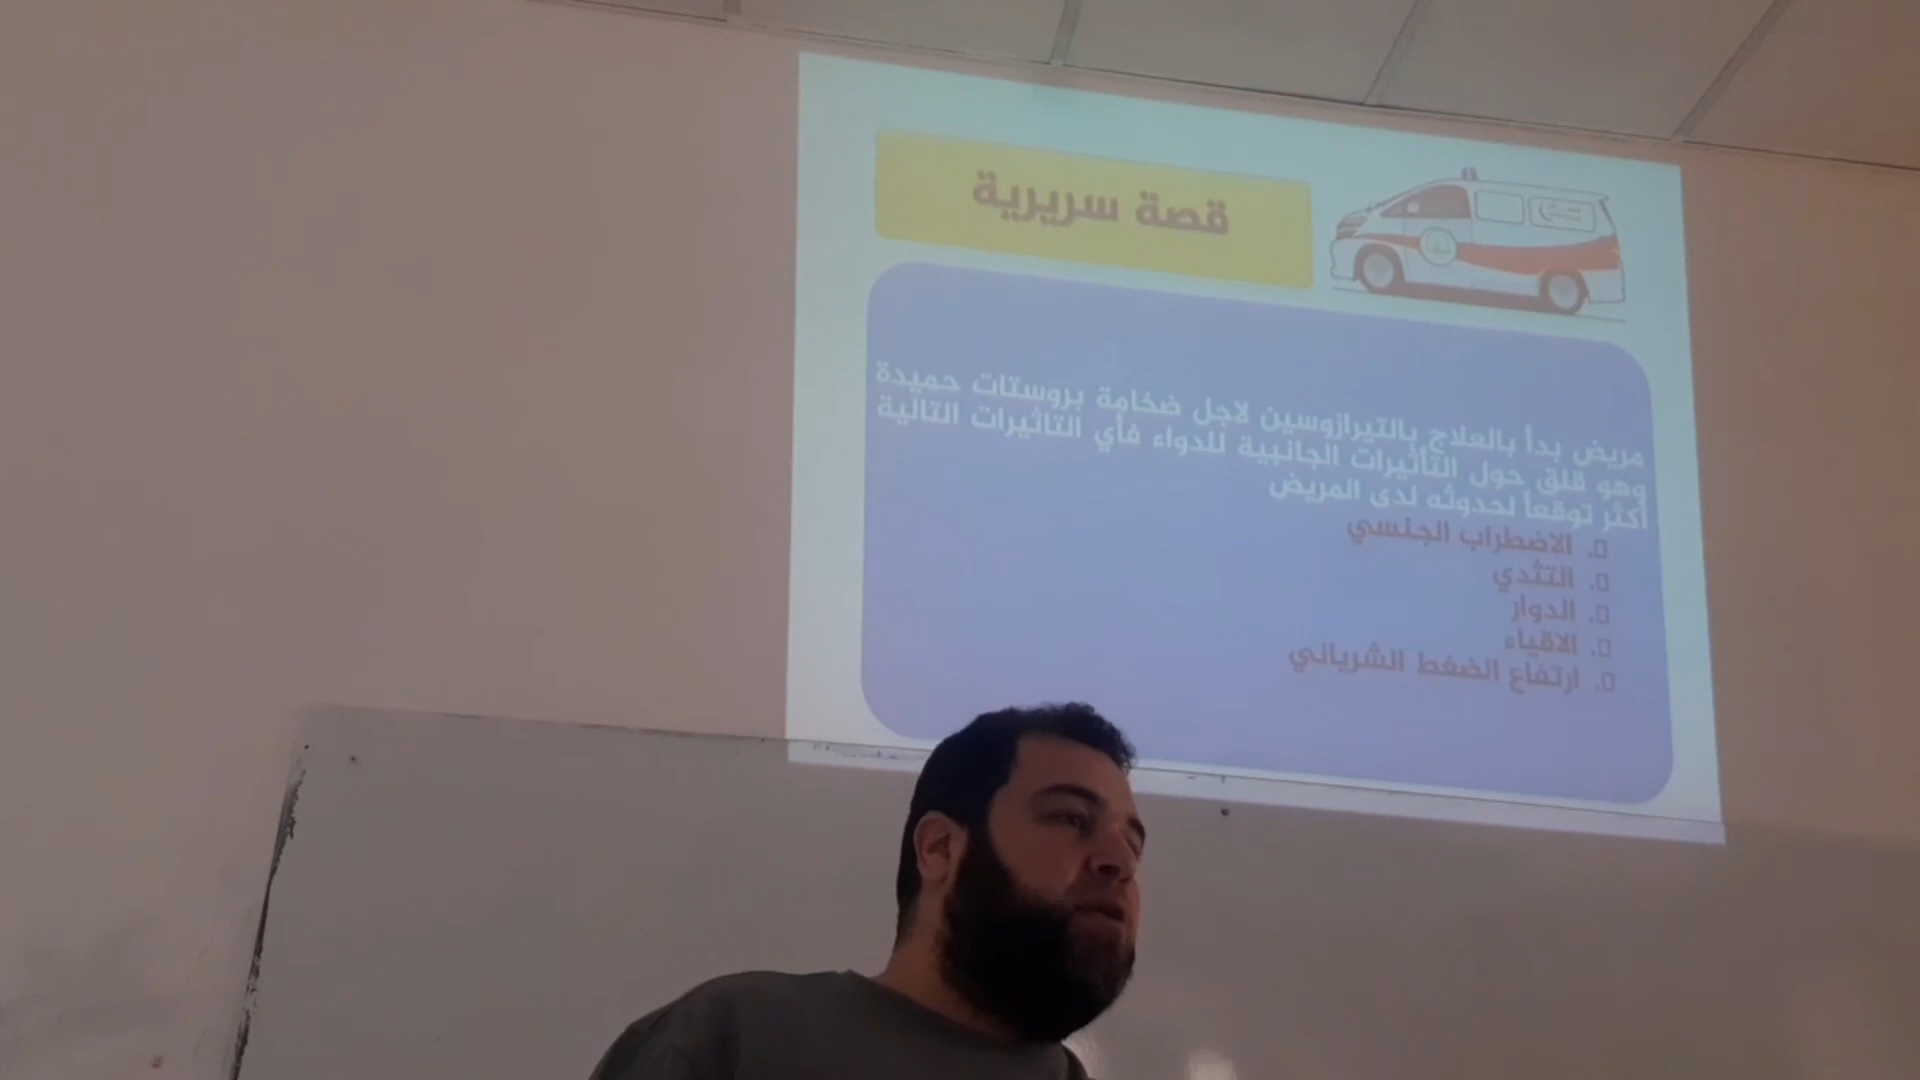 قصة سريرية
مريض بدأ بالعلاج بالتيرازوسين لاجل ضخامة بروستات حميدة
وهو قلق حول التأثيرات الجانبية للدواء فأي التاثيرات التالية
أكثر توقعاً لحدوثه لدى المريض
الاضطراب الجنسي
التثدي
الدوار
الاقياء
ارتفاع الضغط الشرياني